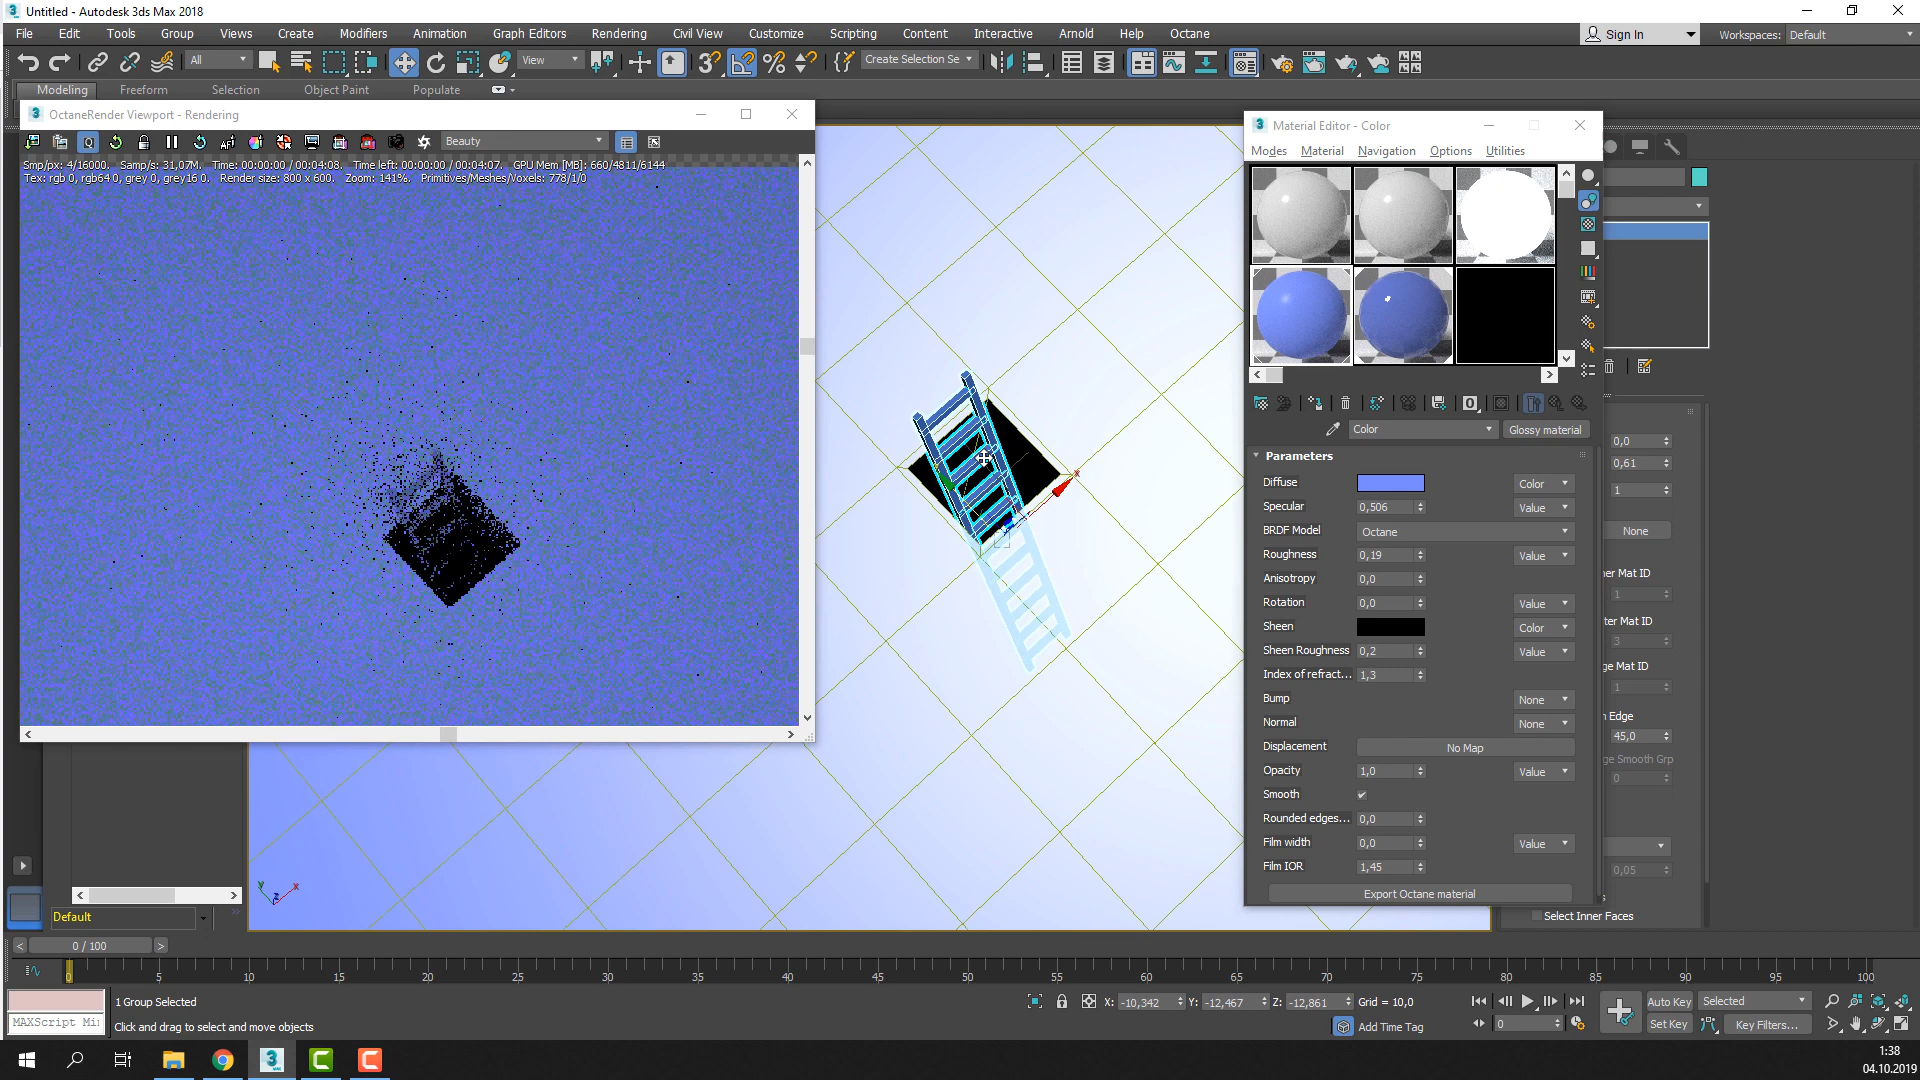 Untitled - Autodesk 3ds Max 2018
File Edit Tools Group Views Create Modifiers Animation Graph Editors Rendering Civil View Customize Scripting Content Interactive Arnold Help Octane
Sign In Workspaces: Default
All View Create Selection Se
Modeling Freeform Selection Object Paint Populate
OctaneRender Viewport - Rendering
Beauty
Smp/px: 4/16000. Samp/s: 31,07M. Time: 00:00:00 / 00:04:08. Time left: 00:00:00 / 00:04:07. GPU Mem [MB]: 660/4811/6144
Tex: rgb 0, rgb64 0, grey 0, grey16 0. Render size: 800 x 600. Zoom: 141%. Primitives/Meshes/Voxels: 778/1/0
Material Editor - Color
Modes Material Navigation Options Utilities
Color Glossy material
Parameters
Diffuse Color
Specular 0,506 Value
BRDF Model Octane
Roughness 0,19 Value
Anisotropy 0,0
Rotation 0,0 Value
Sheen Color
Sheen Roughness 0,2 Value
Index of refract... 1,3
Bump None
Normal None
Displacement No Map
Opacity 1,0 Value
Smooth
Rounded edges... 0,0
Film width 0,0 Value
Film IOR 1,45
Export Octane material
0,0
0,61
1
None
ner Mat ID
1
ter Mat ID
3
ge Mat ID
1
n Edge
45,0
ge Smooth Grp
0
0,05
s
Select Inner Faces
x
y x
z
Default
0 / 100
0 5 10 15 20 25 30 35 40 45 50 55 60 65 70 75 80 85 90 95 100
1 Group Selected X: -10,342 Y: -12,467 Z: -12,861 Grid = 10,0 Auto Key Selected
MAXScript Mi Click and drag to select and move objects Add Time Tag 0 Set Key Key Filters...
1:38
04.10.2019